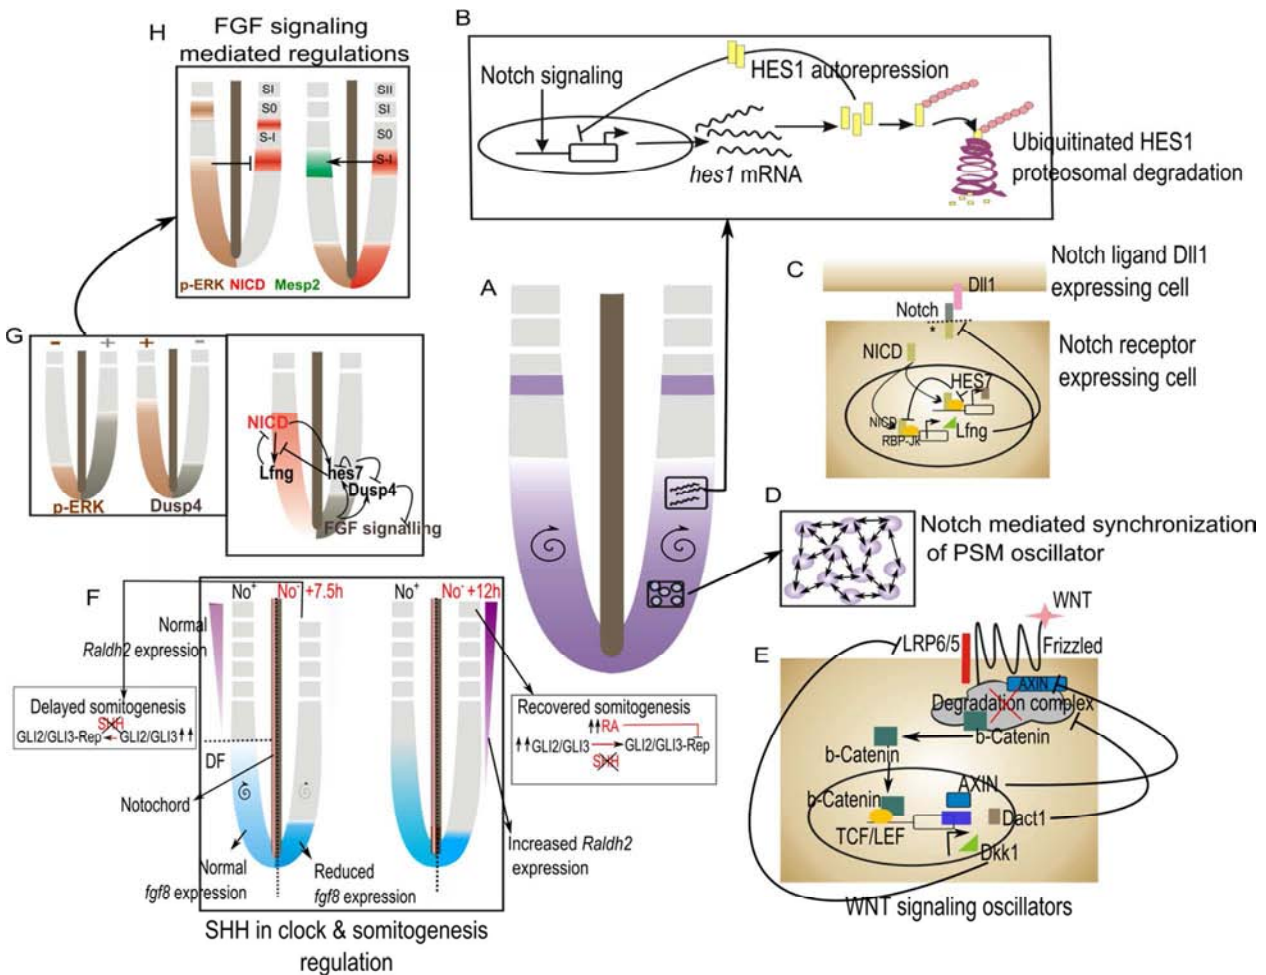 H
FGF signaling
mediated regulations
SI
S0
S-I
SII
SI
S0
S-I
p-ERK NICD Mesp2
B
Notch signaling
HES1 autorepression
hes1 mRNA
Ubiquitinated HES1
proteosomal degradation
A
C
Notch ligand Dll1
expressing cell
Dll1
Notch
*
NICD
HES7
NICD
RBP-Jk
Lfng
Notch receptor
expressing cell
G
- + + -
p-ERK
Dusp4
NICD
Lfng
hes7
Dusp4
FGF signalling
D
Notch mediated synchronization
of PSM oscillator
E
WNT
LRP6/5
Frizzled
AXIN
Degradation complex
b-Catenin
b-Catenin
b-Catenin
AXIN
TCF/LEF
Dact1
Dkk1
WNT signaling oscillators
F
No+ No- +7.5h
No+ No- +12h
Normal
Raldh2 expression
Delayed somitogenesis
SHH
GLI2/GLI3-Rep GLI2/GLI3
DF
Notochord
Normal
fgf8 expression
Reduced
fgf8 expression
Recovered somitogenesis
RA
GLI2/GLI3 GLI2/GLI3-Rep
SHH
Increased Raldh2
expression
SHH in clock & somitogenesis
regulation